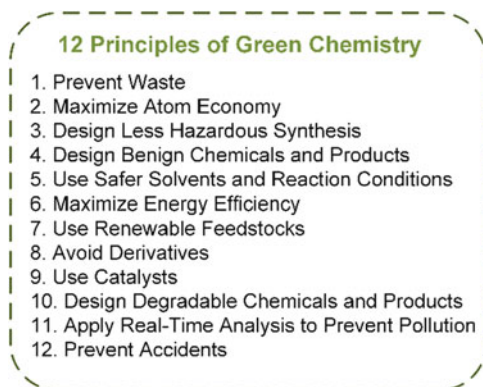 12 Principles of Green Chemistry
1. Prevent Waste
2. Maximize Atom Economy
3. Design Less Hazardous Synthesis
4. Design Benign Chemicals and Products
5. Use Safer Solvents and Reaction Conditions
6. Maximize Energy Efficiency
7. Use Renewable Feedstocks
8. Avoid Derivatives
9. Use Catalysts
10. Design Degradable Chemicals and Products
11. Apply Real-Time Analysis to Prevent Pollution
12. Prevent Accidents